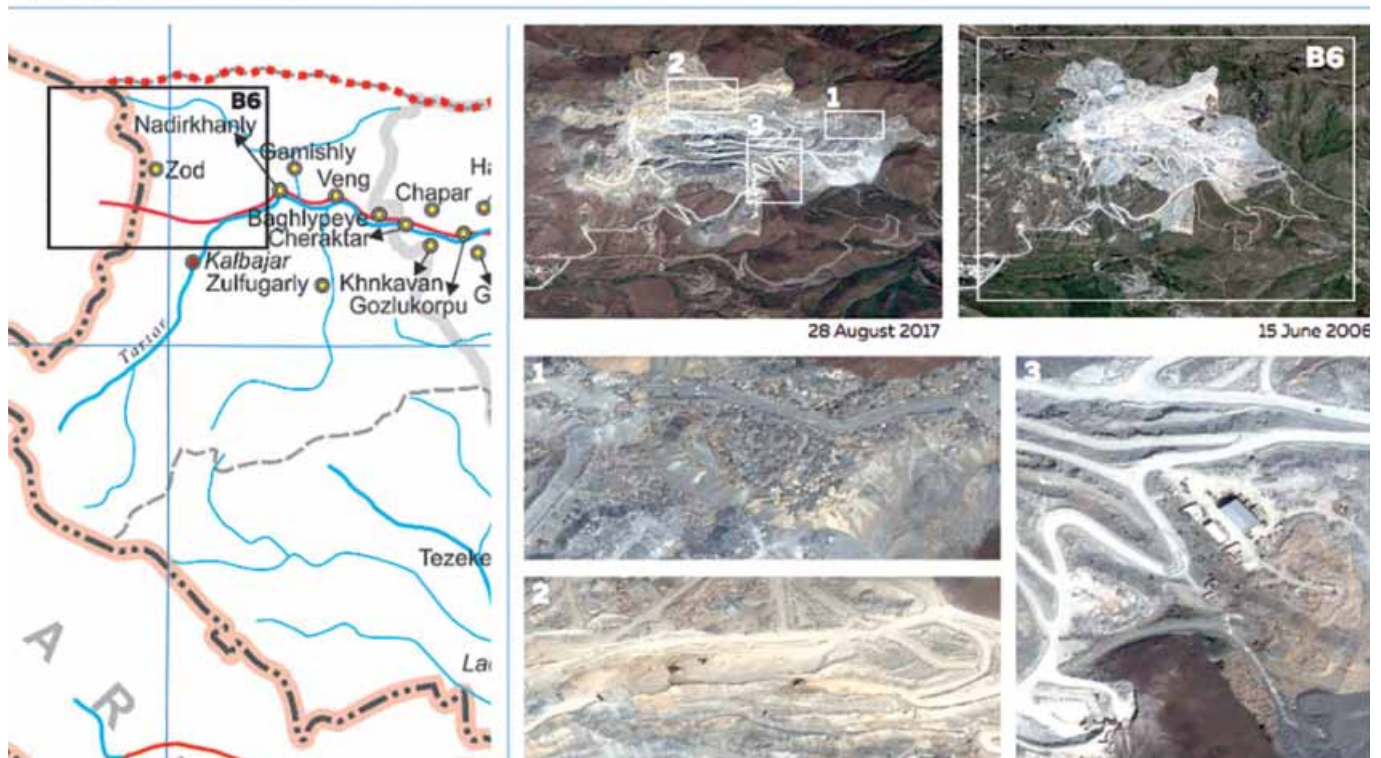 B6
Nadirkhanly
Zod
Gamishly
Veng
Chapar
Baghlypeye
Cheraktar
Kalbajar
Zulfugarly
Khnkavan
Gozlukorpu
G
Tartar
Tezeke
La
A
R
2
1
3
28 August 2017
B6
15 June 2006
1
2
3